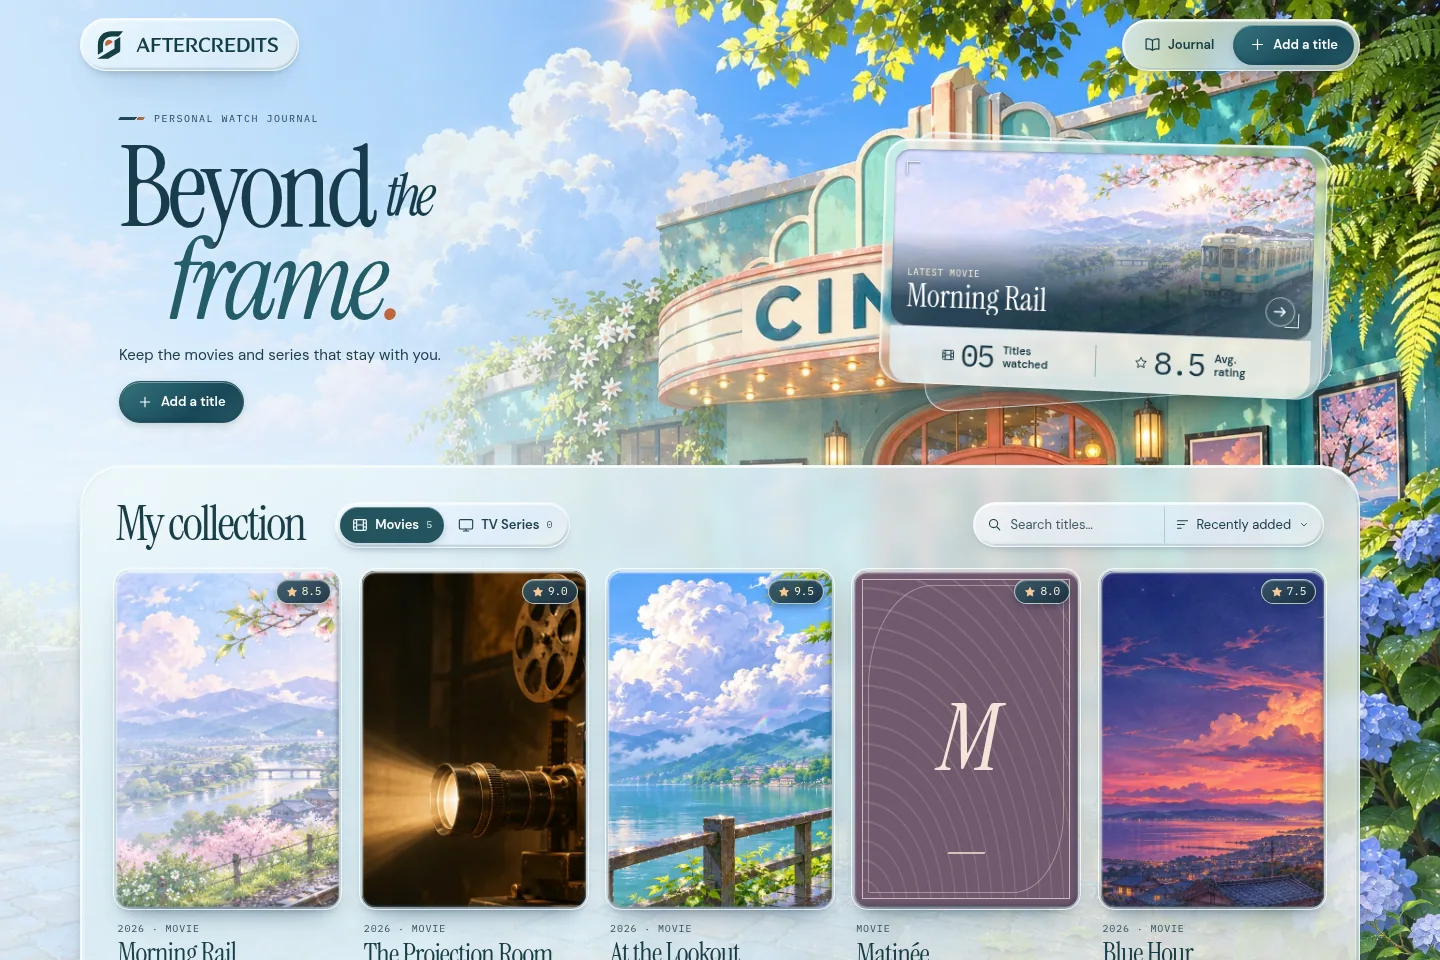 AFTERCREDITS
Journal
Add a title
PERSONAL WATCH JOURNAL
Beyond the
frame.
Keep the movies and series that stay with you.
Add a title
CIN
LATEST MOVIE
Morning Rail
05 Titles watched
8.5 Avg. rating
My collection
Movies 5
TV Series 0
Search titles...
Recently added
8.5
9.0
9.5
8.0
7.5
M
2026 · MOVIE
Morning Rail
2026 · MOVIE
The Projection Room
2026 · MOVIE
At the Lookout
MOVIE
Matinée
2026 · MOVIE
Blue Hour